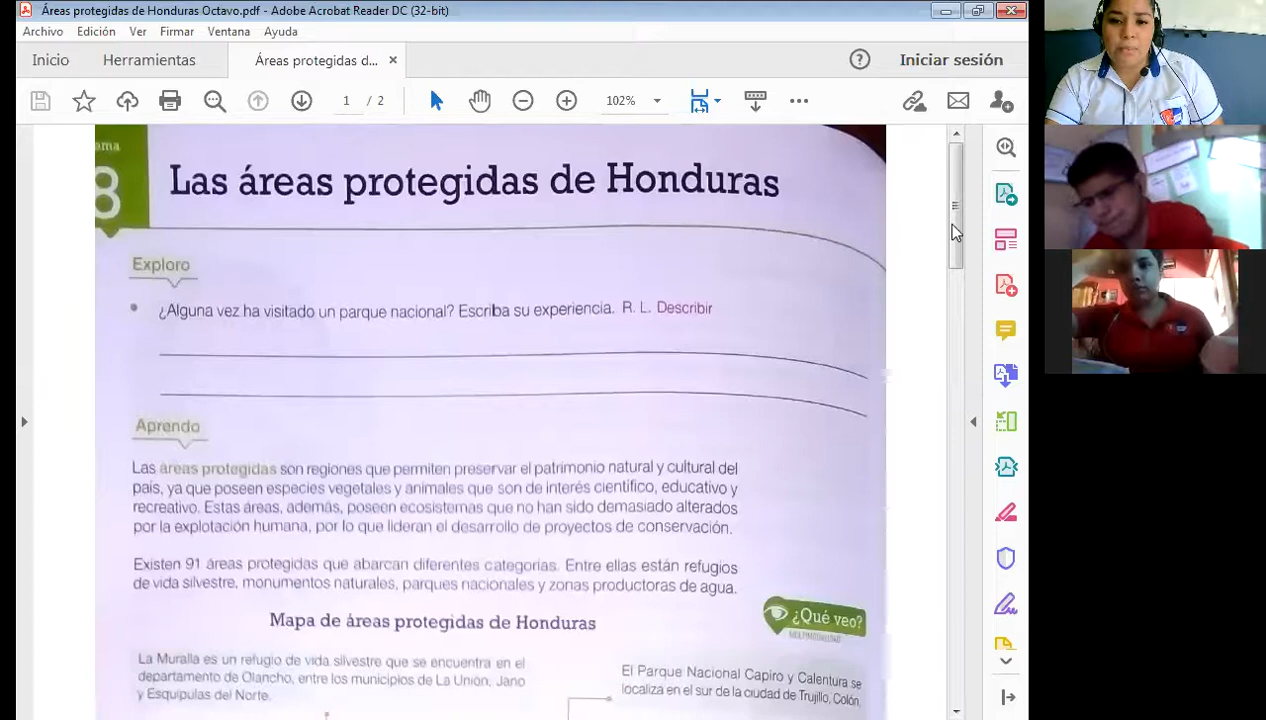 Áreas protegidas de Honduras Octavo.pdf - Adobe Acrobat Reader DC (32-bit)
Archivo Edición Ver Firmar Ventana Ayuda
Inicio Herramientas Áreas protegidas d... × Iniciar sesión
1 / 2 102%
ema
8
Las áreas protegidas de Honduras
Exploro
• ¿Alguna vez ha visitado un parque nacional? Escriba su experiencia. R. L. Describir
Aprendo
Las áreas protegidas son regiones que permiten preservar el patrimonio natural y cultural del
país, ya que poseen especies vegetales y animales que son de interés científico, educativo y
recreativo. Estas áreas, además, poseen ecosistemas que no han sido demasiado alterados
por la explotación humana, por lo que lideran el desarrollo de proyectos de conservación.
Existen 91 áreas protegidas que abarcan diferentes categorías. Entre ellas están refugios
de vida silvestre, monumentos naturales, parques nacionales y zonas productoras de agua.
Mapa de áreas protegidas de Honduras
¿Qué veo?
La Muralla es un refugio de vida silvestre que se encuentra en el
departamento de Olancho, entre los municipios de La Unión, Jano
y Esquipulas del Norte.
El Parque Nacional Capiro y Calentura se
localiza en el sur de la ciudad de Trujillo, Colón.